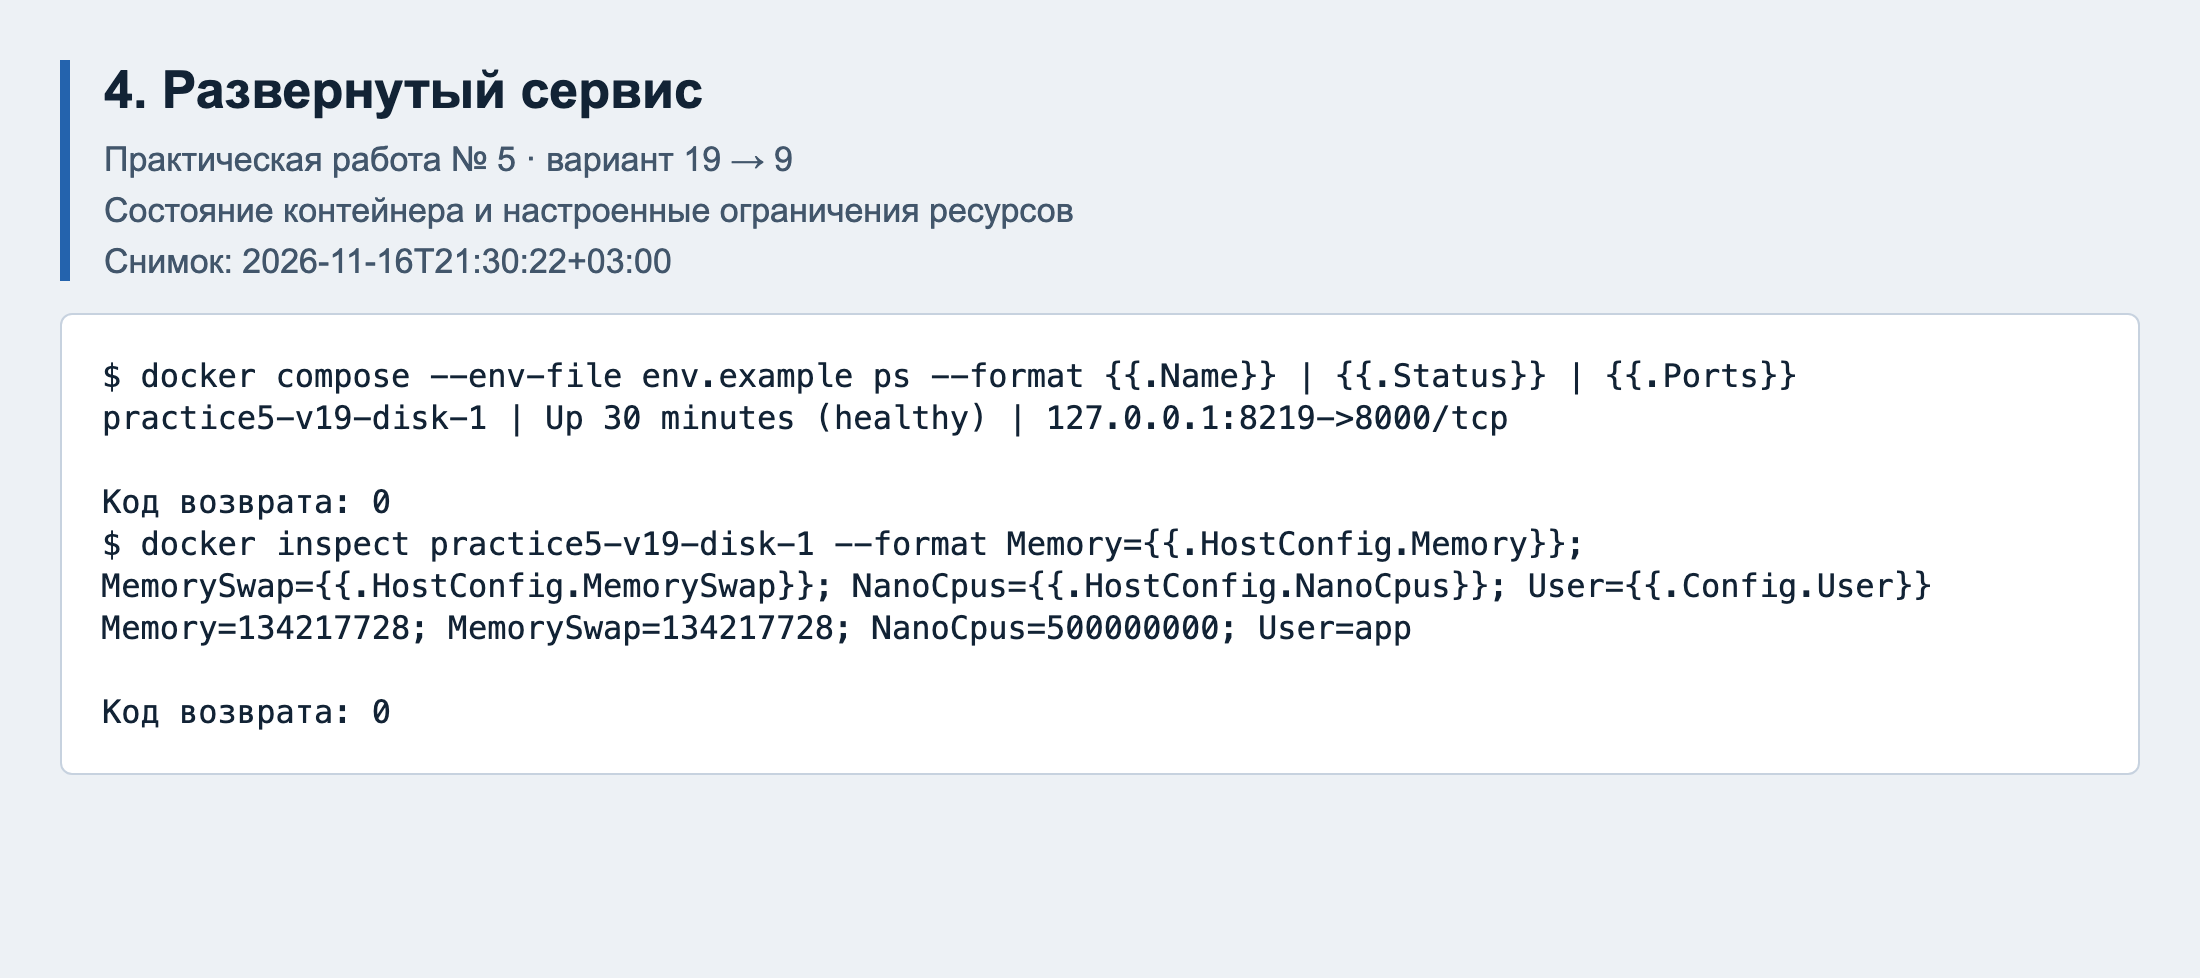 4. Развернутый сервис
Практическая работа № 5 · вариант 19 → 9
Состояние контейнера и настроенные ограничения ресурсов
Снимок: 2026-11-16T21:30:22+03:00
$ docker compose --env-file env.example ps --format {{.Name}} | {{.Status}} | {{.Ports}}
practice5-v19-disk-1 | Up 30 minutes (healthy) | 127.0.0.1:8219->8000/tcp
Код возврата: 0
$ docker inspect practice5-v19-disk-1 --format Memory={{.HostConfig.Memory}};
MemorySwap={{.HostConfig.MemorySwap}}; NanoCpus={{.HostConfig.NanoCpus}}; User={{.Config.User}}
Memory=134217728; MemorySwap=134217728; NanoCpus=500000000; User=app
Код возврата: 0